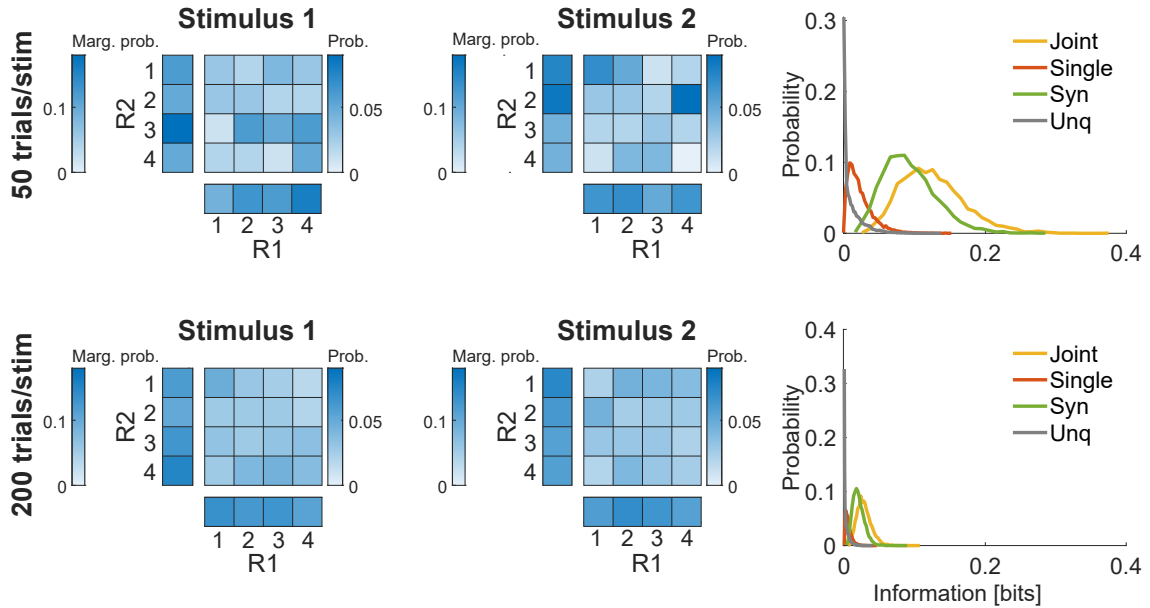 Stimulus 1
Stimulus 2
50 trials/stim
Marg. prob.
0.1
0
R2
1
2
3
4
Prob.
0.05
0
1 2 3 4
R1
Marg. prob.
0.1
0
R2
1
2
3
4
Prob.
0.05
0
1 2 3 4
R1
Probability
0.3
0.2
0.1
0
0 0.2 0.4
Joint
Single
Syn
Unq
Stimulus 1
Stimulus 2
200 trials/stim
Marg. prob.
0.1
0
R2
1
2
3
4
Prob.
0.05
0
1 2 3 4
R1
Marg. prob.
0.1
0
R2
1
2
3
4
Prob.
0.05
0
1 2 3 4
R1
Probability
0.4
0.3
0.2
0.1
0
0 0.2 0.4
Information [bits]
Joint
Single
Syn
Unq